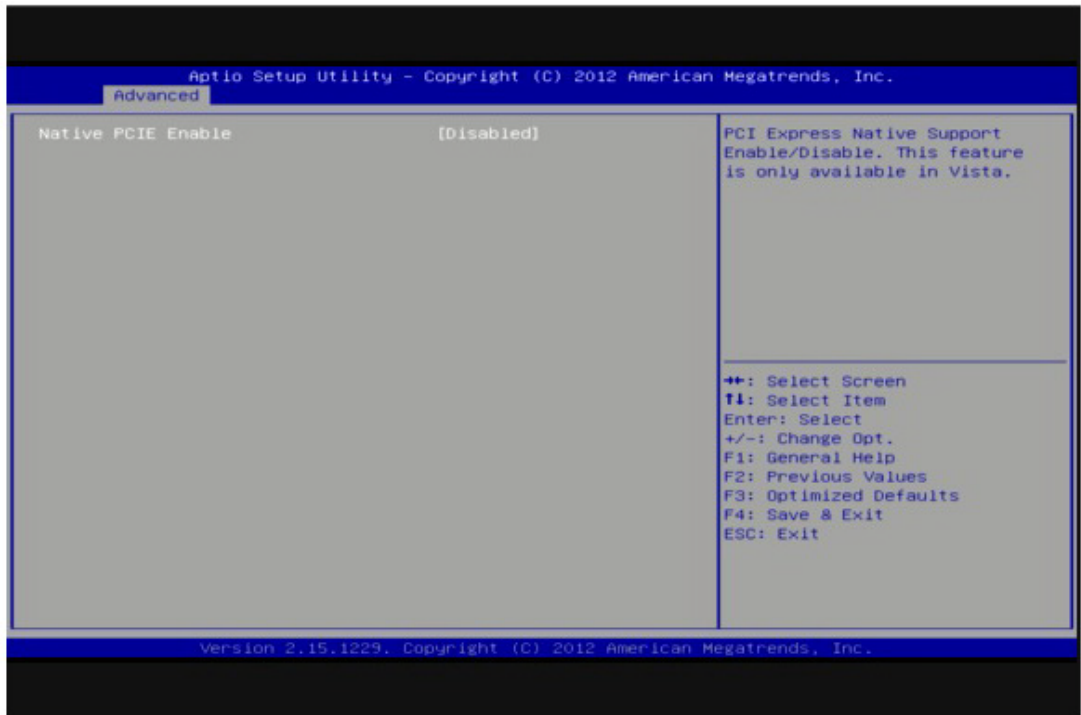 Aptio Setup Utility - Copyright (C) 2012 American Megatrends, Inc.
Advanced
Native PCIE Enable [Disabled]
PCI Express Native Support
Enable/Disable. This feature
is only available in Vista.
→←: Select Screen
↑↓: Select Item
Enter: Select
+/-: Change Opt.
F1: General Help
F2: Previous Values
F3: Optimized Defaults
F4: Save & Exit
ESC: Exit
Version 2.15.1229. Copyright (C) 2012 American Megatrends, Inc.